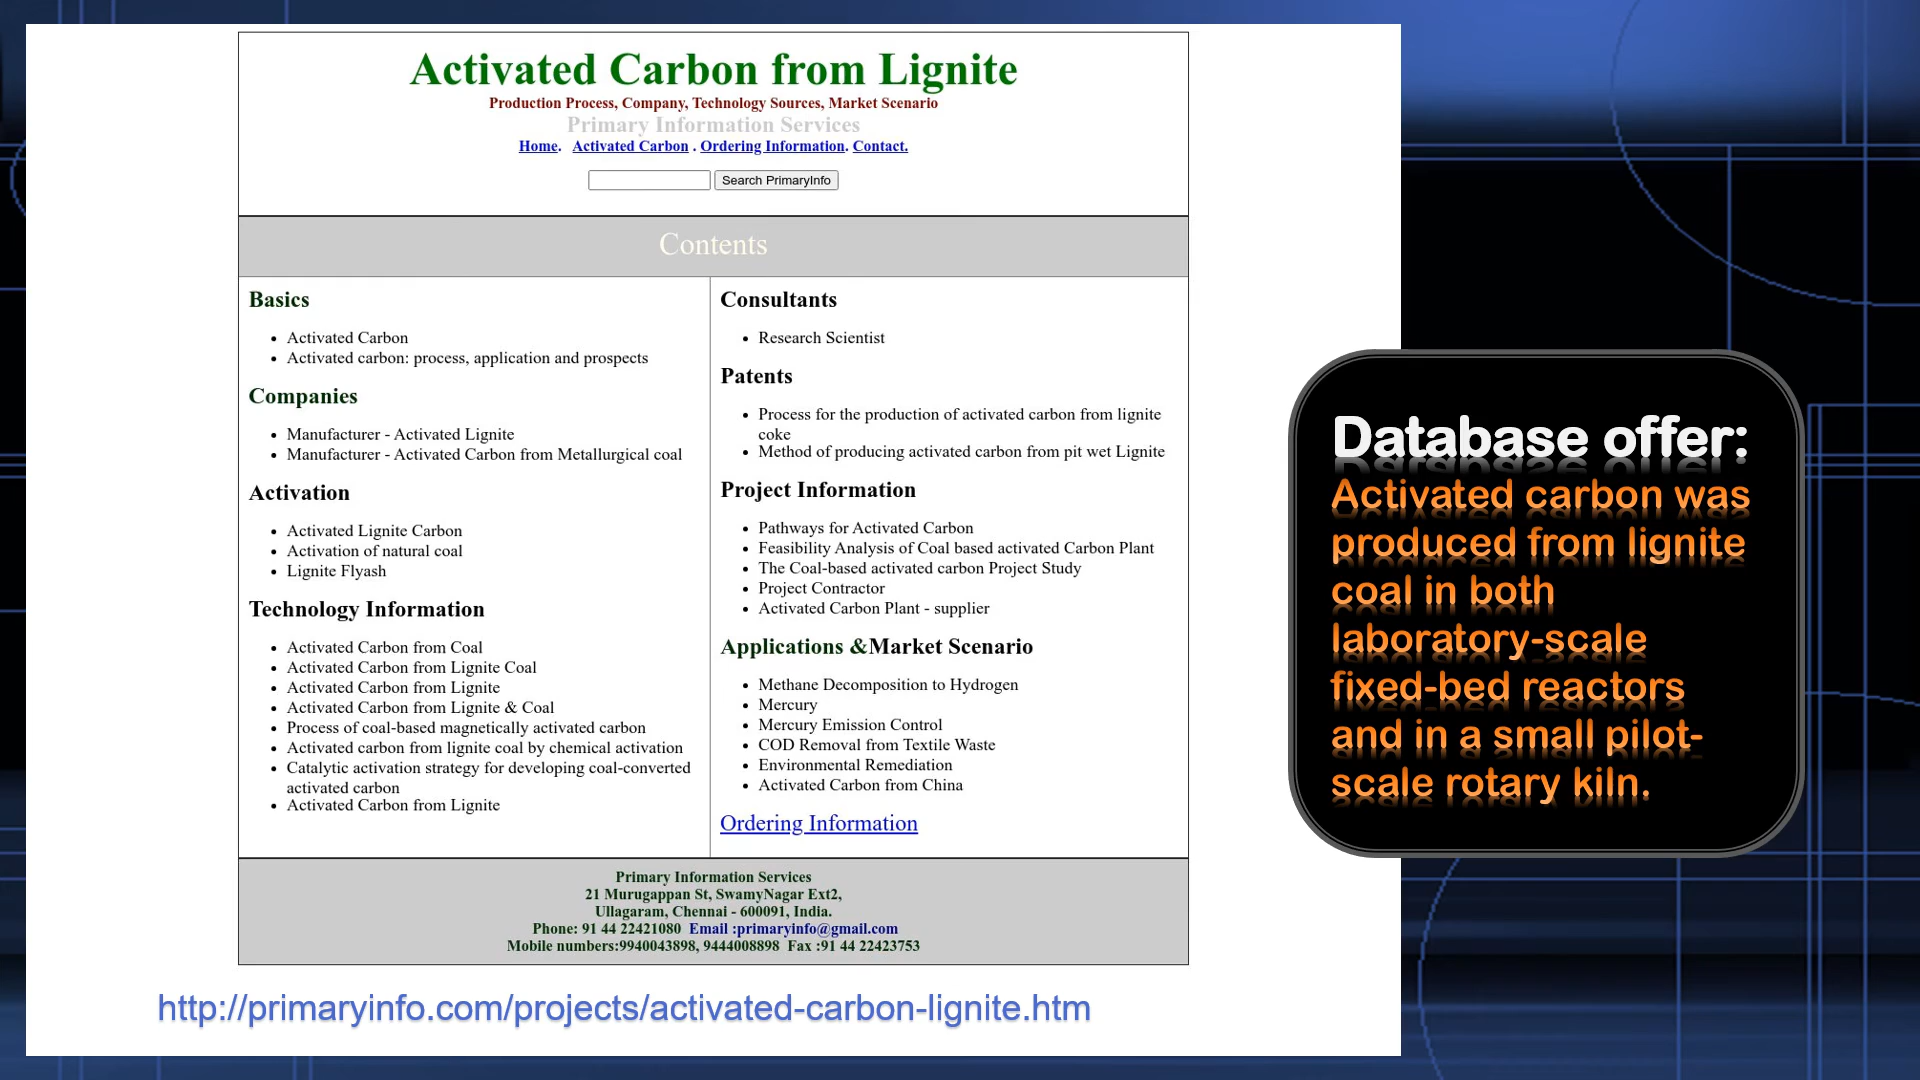 Activated Carbon from Lignite
Production Process, Company, Technology Sources, Market Scenario
Primary Information Services
Home. Activated Carbon . Ordering Information. Contact.
Search PrimaryInfo
Contents
Basics
• Activated Carbon
• Activated carbon: process, application and prospects
Companies
• Manufacturer - Activated Lignite
• Manufacturer - Activated Carbon from Metallurgical coal
Activation
• Activated Lignite Carbon
• Activation of natural coal
• Lignite Flyash
Technology Information
• Activated Carbon from Coal
• Activated Carbon from Lignite Coal
• Activated Carbon from Lignite
• Activated Carbon from Lignite & Coal
• Process of coal-based magnetically activated carbon
• Activated carbon from lignite coal by chemical activation
• Catalytic activation strategy for developing coal-converted
activated carbon
• Activated Carbon from Lignite
Consultants
• Research Scientist
Patents
• Process for the production of activated carbon from lignite
coke
• Method of producing activated carbon from pit wet Lignite
Project Information
• Pathways for Activated Carbon
• Feasibility Analysis of Coal based activated Carbon Plant
• The Coal-based activated carbon Project Study
• Project Contractor
• Activated Carbon Plant - supplier
Applications &Market Scenario
• Methane Decomposition to Hydrogen
• Mercury
• Mercury Emission Control
• COD Removal from Textile Waste
• Environmental Remediation
• Activated Carbon from China
Ordering Information
Primary Information Services
21 Murugappan St, SwamyNagar Ext2,
Ullagaram, Chennai - 600091, India.
Phone: 91 44 22421080 Email :primaryinfo@gmail.com
Mobile numbers:9940043898, 9444008898 Fax :91 44 22423753
http://primaryinfo.com/projects/activated-carbon-lignite.htm
Database offer:
Activated carbon was
produced from lignite
coal in both
laboratory-scale
fixed-bed reactors
and in a small pilot-
scale rotary kiln.